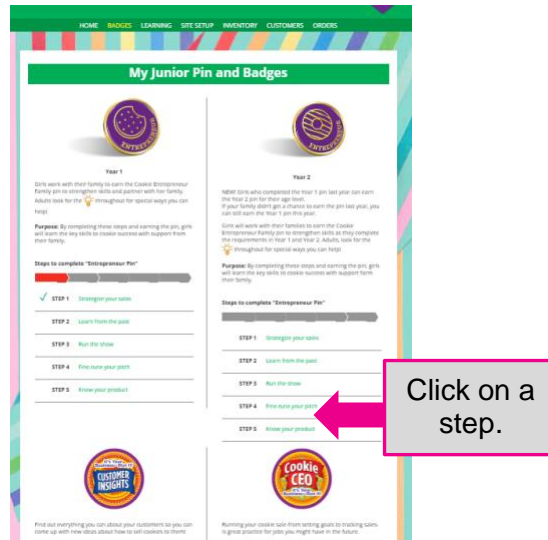 HOME BADGES LEARNING SITE SETUP INVENTORY CUSTOMERS ORDERS
My Junior Pin and Badges
ENTREPRENEUR
Year 1
Girls work with their family to earn the Cookie Entrepreneur
Family pin to strengthen skills and partner with her family.
Adults look for the throughout for special ways you can
help!
Purpose: By completing these steps and earning the pin, girls
will learn the key skills to cookie success with support from
their family.
Steps to complete "Entrepreneur Pin"
STEP 1 Strategize your sales
STEP 2 Learn from the past
STEP 3 Run the show
STEP 4 Fine-tune your pitch
STEP 5 Know your product
CUSTOMER
INSIGHTS
Find out everything you can about your customers so you can
come up with new ideas about how to sell cookies to them!
ENTREPRENEUR
Year 2
NEW! Girls who completed the Year 1 pin last year can earn
the Year 2 pin for their age level.
If your family didn't get a chance to earn the pin last year, you
can still earn the Year 1 pin this year.
Girls will work with their families to earn the Cookie
Entrepreneur Family pin to strengthen skills as they complete
the requirements in Year 1 and Year 2. Adults, look for the
throughout for special ways you can help!
Purpose: By completing these steps and earning the pin, girls
will learn the key skills to cookie success with support form
their family.
Steps to complete "Entrepreneur Pin"
STEP 1 Strategize your sales
STEP 2 Learn from the past
STEP 3 Run the show
STEP 4 Fine-tune your pitch
STEP 5 Know your product
Cookie
CEO
Running your cookie sale-from setting goals to tracking sales
is great practice for jobs you might have in the future.
Click on a
step.